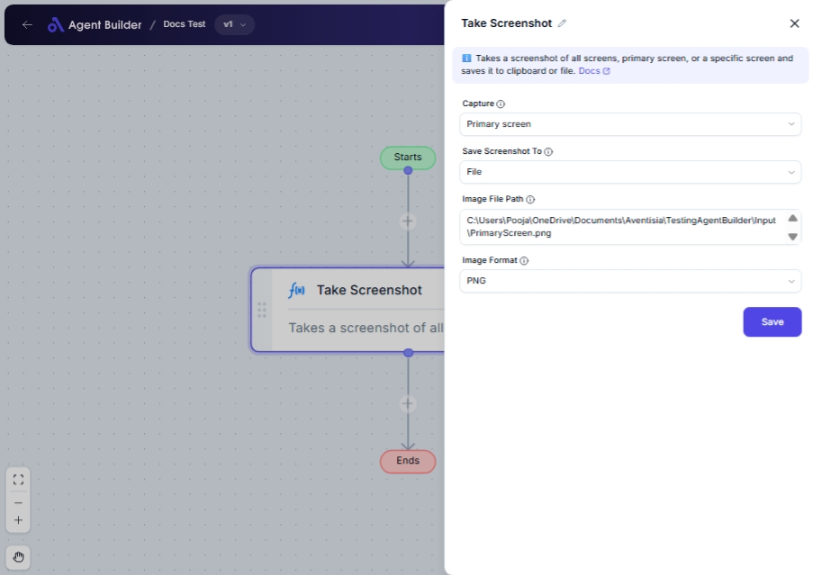 Agent Builder / Docs Test v1
Starts
f(x) Take Screenshot
Takes a screenshot of all
Ends
Take Screenshot
Takes a screenshot of all screens, primary screen, or a specific screen and
saves it to clipboard or file. Docs
Capture
Primary screen
Save Screenshot To
File
Image File Path
C:\Users\Pooja\OneDrive\Documents\Aventisia\TestingAgentBuilder\Input
\PrimaryScreen.png
Image Format
PNG
Save